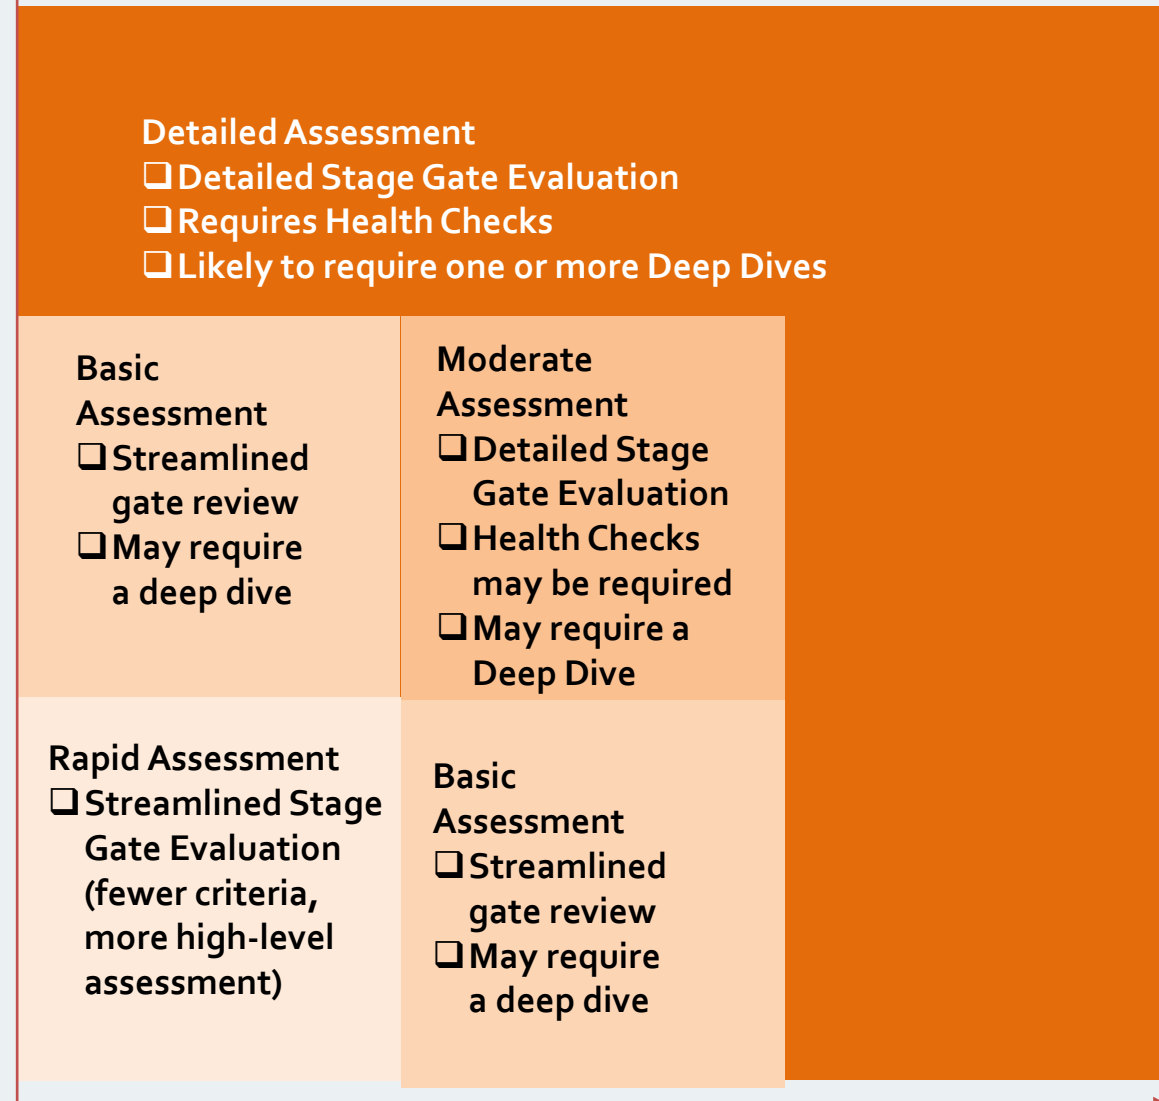 Detailed Assessment
❑Detailed Stage Gate Evaluation
❑Requires Health Checks
❑Likely to require one or more Deep Dives
Basic
Assessment
❑Streamlined
gate review
❑May require
a deep dive
Moderate
Assessment
❑Detailed Stage
Gate Evaluation
❑Health Checks
may be required
❑May require a
Deep Dive
Rapid Assessment
❑Streamlined Stage
Gate Evaluation
(fewer criteria,
more high-level
assessment)
Basic
Assessment
❑Streamlined
gate review
❑May require
a deep dive